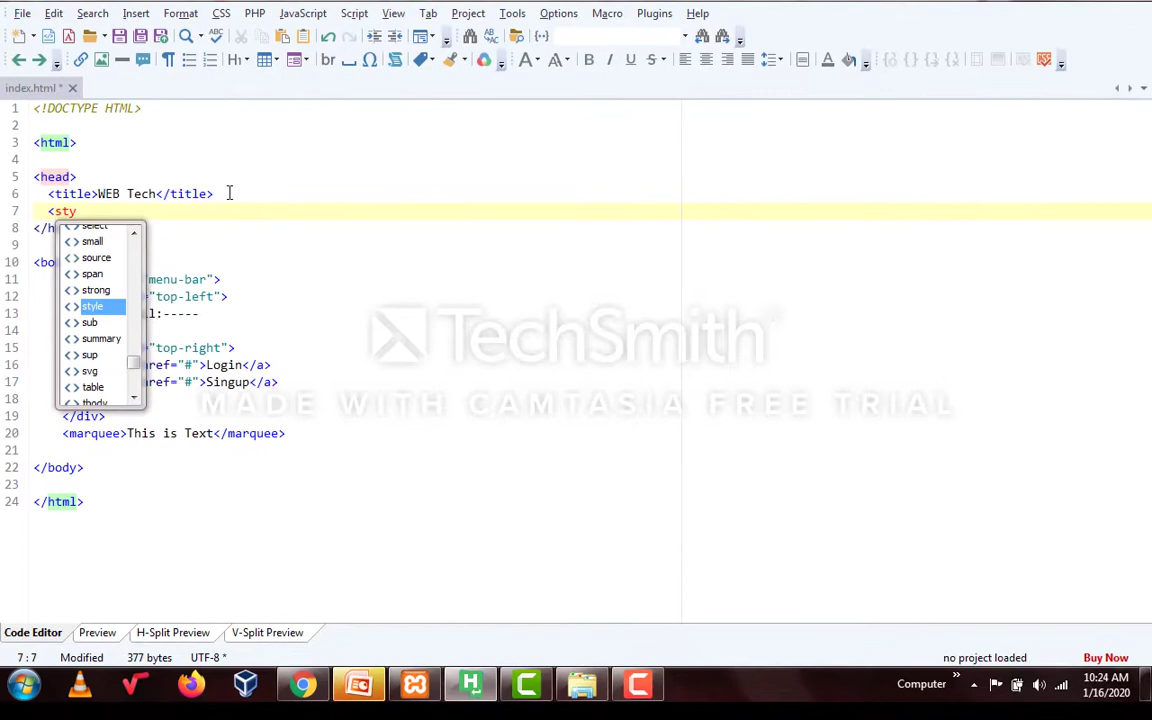 File Edit Search Insert Format CSS PHP JavaScript Script View Tab Project Tools Options Macro Plugins Help
H1 br B I U S A
index.html *
1 <!DOCTYPE HTML>
2
3 <html>
4
5 <head>
6 <title>WEB Tech</title>
7 <sty
8 </h
select
9 small
source
10 <bo
span
11 menu-bar">
strong
12 ="top-left">
style
13 l:-----
sub
14
summary
15 ="top-right">
sup
16 ref="#">Login</a>
svg
17 ref="#">Singup</a>
table
18
tbody
19 </div>
20 <marquee>This is Text</marquee>
21
22 </body>
23
24 </html>
TechSmith
MADE WITH CAMTASIA FREE TRIAL
Code Editor Preview H-Split Preview V-Split Preview
7 : 7 Modified 377 bytes UTF-8 * no project loaded Buy Now
Computer 10:24 AM
1/16/2020